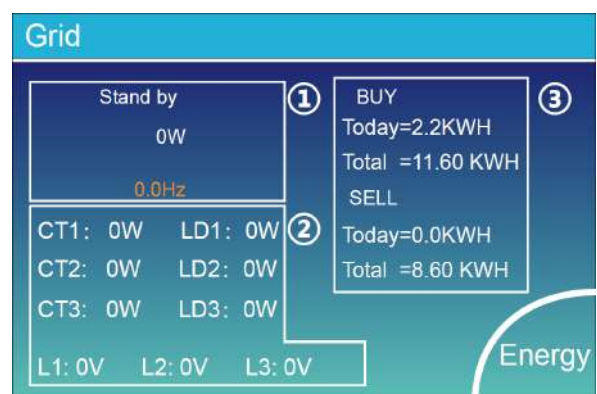 Grid
Stand by
0W
0.0Hz
①
CT1: 0W LD1: 0W
CT2: 0W LD2: 0W
CT3: 0W LD3: 0W
L1: 0V L2: 0V L3: 0V
②
BUY
Today=2.2KWH
Total =11.60 KWH
SELL
Today=0.0KWH
Total =8.60 KWH
③
Energy